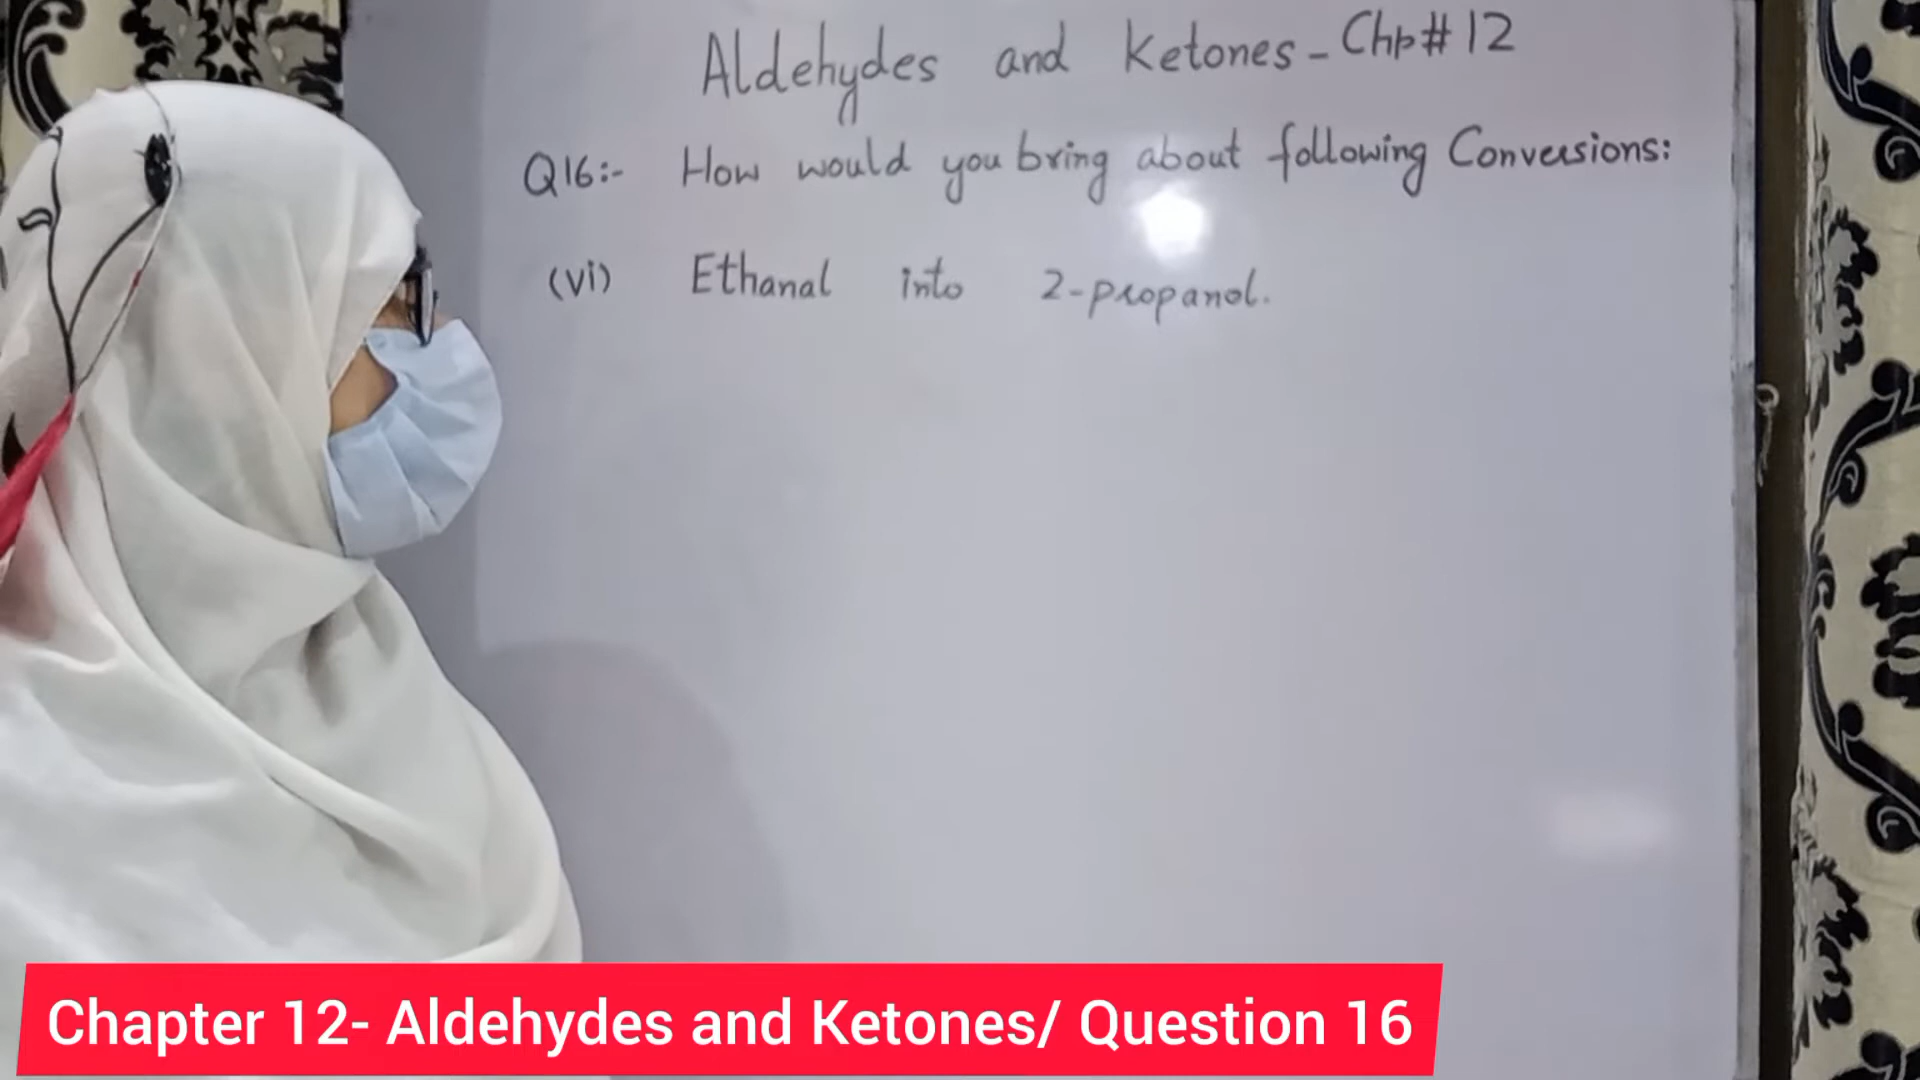 Aldehydes and Ketones - Chp# 12
Q16:- How would you bring about following Conversions:
(vi) Ethanal into 2-propanol.
Chapter 12- Aldehydes and Ketones/ Question 16